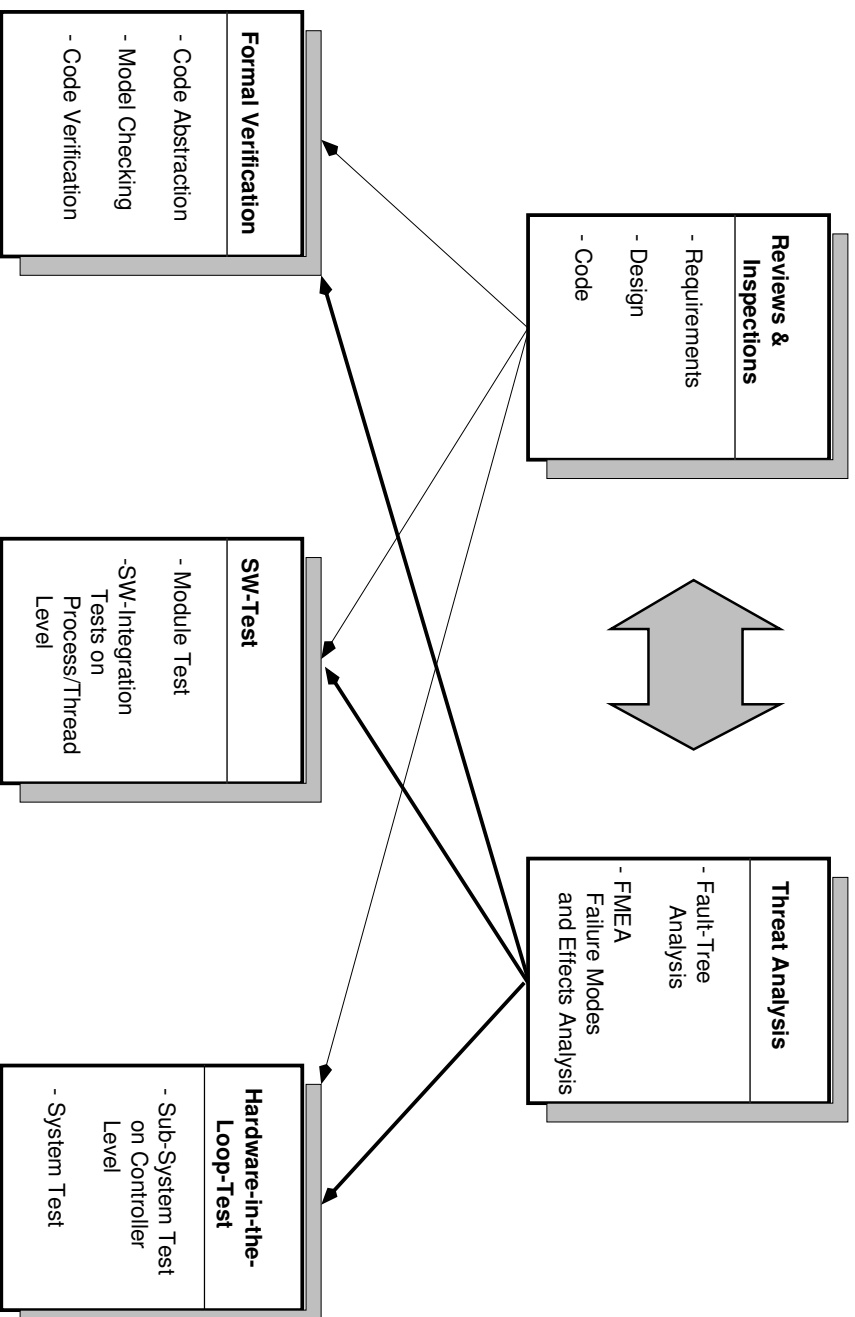 Reviews &
Inspections
- Requirements
- Design
- Code
Threat Analysis
- Fault-Tree
Analysis
- FMEA
Failure Modes
and Effects Analysis
Formal Verification
- Code Abstraction
- Model Checking
- Code Verification
SW-Test
- Module Test
-SW-Integration
Tests on
Process/Thread
Level
Hardware-in-the-
Loop-Test
- Sub-System Test
on Controller
Level
- System Test